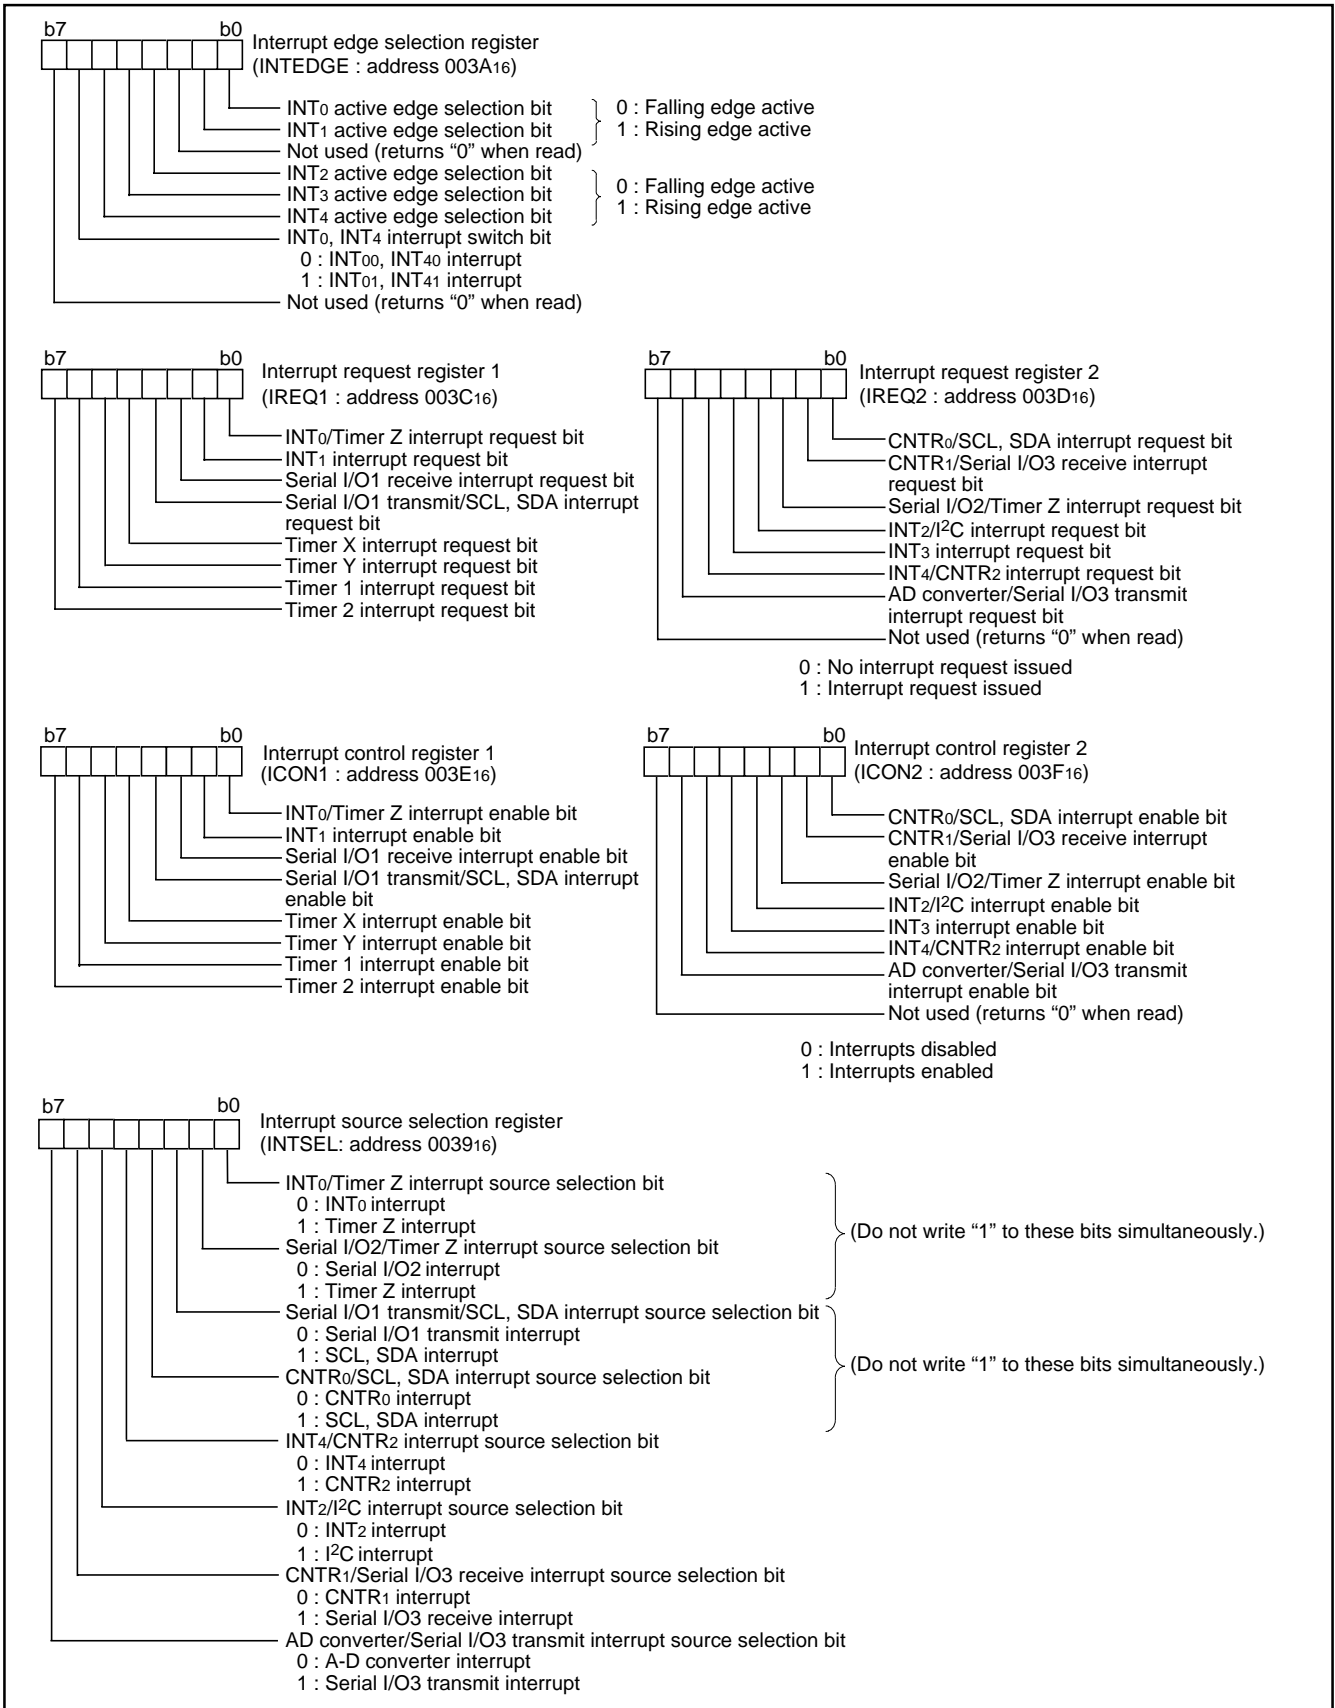 b7 b0
Interrupt edge selection register
(INTEDGE : address 003A16)
INT0 active edge selection bit
INT1 active edge selection bit
Not used (returns “0” when read)
0 : Falling edge active
1 : Rising edge active
INT2 active edge selection bit
INT3 active edge selection bit
INT4 active edge selection bit
0 : Falling edge active
1 : Rising edge active
INT0, INT4 interrupt switch bit
0 : INT00, INT40 interrupt
1 : INT01, INT41 interrupt
Not used (returns “0” when read)
b7 b0
Interrupt request register 1
(IREQ1 : address 003C16)
INT0/Timer Z interrupt request bit
INT1 interrupt request bit
Serial I/O1 receive interrupt request bit
Serial I/O1 transmit/SCL, SDA interrupt
request bit
Timer X interrupt request bit
Timer Y interrupt request bit
Timer 1 interrupt request bit
Timer 2 interrupt request bit
b7 b0
Interrupt request register 2
(IREQ2 : address 003D16)
CNTR0/SCL, SDA interrupt request bit
CNTR1/Serial I/O3 receive interrupt
request bit
Serial I/O2/Timer Z interrupt request bit
INT2/I2C interrupt request bit
INT3 interrupt request bit
INT4/CNTR2 interrupt request bit
AD converter/Serial I/O3 transmit
interrupt request bit
Not used (returns “0” when read)
0 : No interrupt request issued
1 : Interrupt request issued
b7 b0
Interrupt control register 1
(ICON1 : address 003E16)
INT0/Timer Z interrupt enable bit
INT1 interrupt enable bit
Serial I/O1 receive interrupt enable bit
Serial I/O1 transmit/SCL, SDA interrupt
enable bit
Timer X interrupt enable bit
Timer Y interrupt enable bit
Timer 1 interrupt enable bit
Timer 2 interrupt enable bit
b7 b0
Interrupt control register 2
(ICON2 : address 003F16)
CNTR0/SCL, SDA interrupt enable bit
CNTR1/Serial I/O3 receive interrupt
enable bit
Serial I/O2/Timer Z interrupt enable bit
INT2/I2C interrupt enable bit
INT3 interrupt enable bit
INT4/CNTR2 interrupt enable bit
AD converter/Serial I/O3 transmit
interrupt enable bit
Not used (returns “0” when read)
0 : Interrupts disabled
1 : Interrupts enabled
b7 b0
Interrupt source selection register
(INTSEL: address 003916)
INT0/Timer Z interrupt source selection bit
0 : INT0 interrupt
1 : Timer Z interrupt
Serial I/O2/Timer Z interrupt source selection bit
0 : Serial I/O2 interrupt
1 : Timer Z interrupt
(Do not write “1” to these bits simultaneously.)
Serial I/O1 transmit/SCL, SDA interrupt source selection bit
0 : Serial I/O1 transmit interrupt
1 : SCL, SDA interrupt
CNTR0/SCL, SDA interrupt source selection bit
0 : CNTR0 interrupt
1 : SCL, SDA interrupt
(Do not write “1” to these bits simultaneously.)
INT4/CNTR2 interrupt source selection bit
0 : INT4 interrupt
1 : CNTR2 interrupt
INT2/I2C interrupt source selection bit
0 : INT2 interrupt
1 : I2C interrupt
CNTR1/Serial I/O3 receive interrupt source selection bit
0 : CNTR1 interrupt
1 : Serial I/O3 receive interrupt
AD converter/Serial I/O3 transmit interrupt source selection bit
0 : A-D converter interrupt
1 : Serial I/O3 transmit interrupt